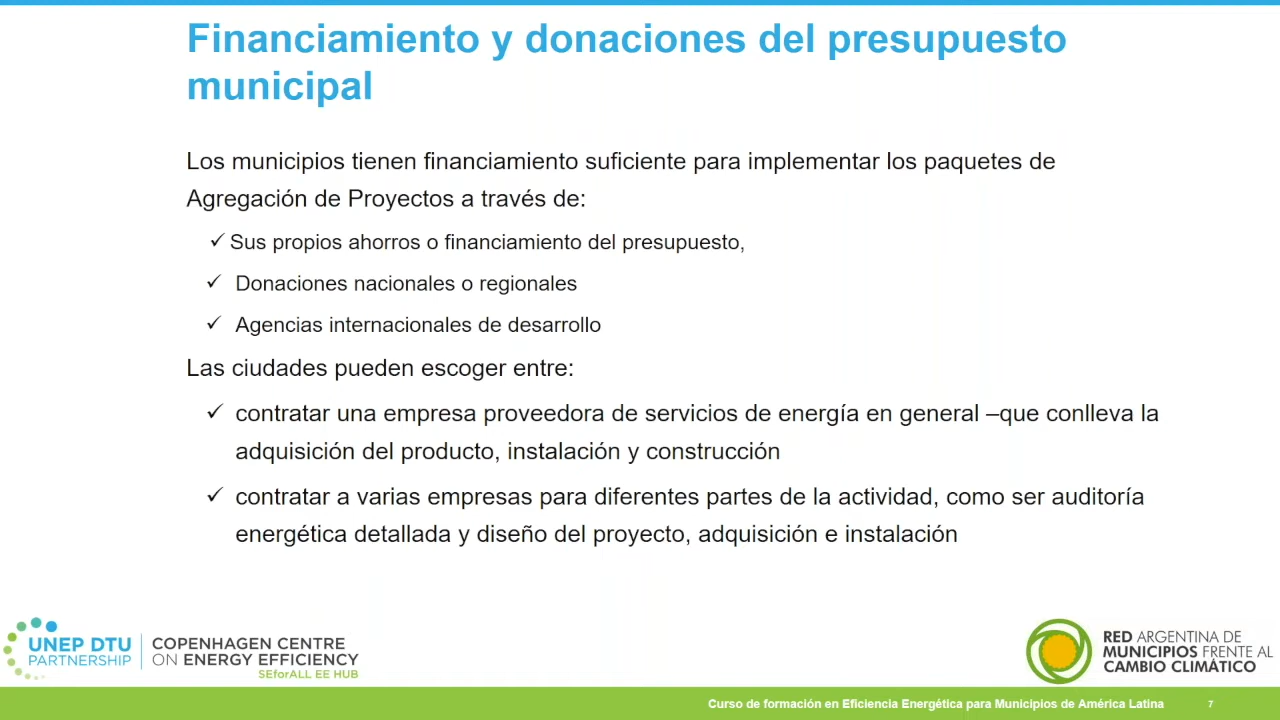 Financiamiento y donaciones del presupuesto
municipal
Los municipios tienen financiamiento suficiente para implementar los paquetes de
Agregación de Proyectos a través de:
✓ Sus propios ahorros o financiamiento del presupuesto,
✓ Donaciones nacionales o regionales
✓ Agencias internacionales de desarrollo
Las ciudades pueden escoger entre:
✓ contratar una empresa proveedora de servicios de energía en general –que conlleva la
adquisición del producto, instalación y construcción
✓ contratar a varias empresas para diferentes partes de la actividad, como ser auditoría
energética detallada y diseño del proyecto, adquisición e instalación
UNEP DTU
PARTNERSHIP
COPENHAGEN CENTRE
ON ENERGY EFFICIENCY
SEforALL EE HUB
RED ARGENTINA DE
MUNICIPIOS FRENTE AL
CAMBIO CLIMÁTICO
Curso de formación en Eficiencia Energética para Municipios de América Latina 7